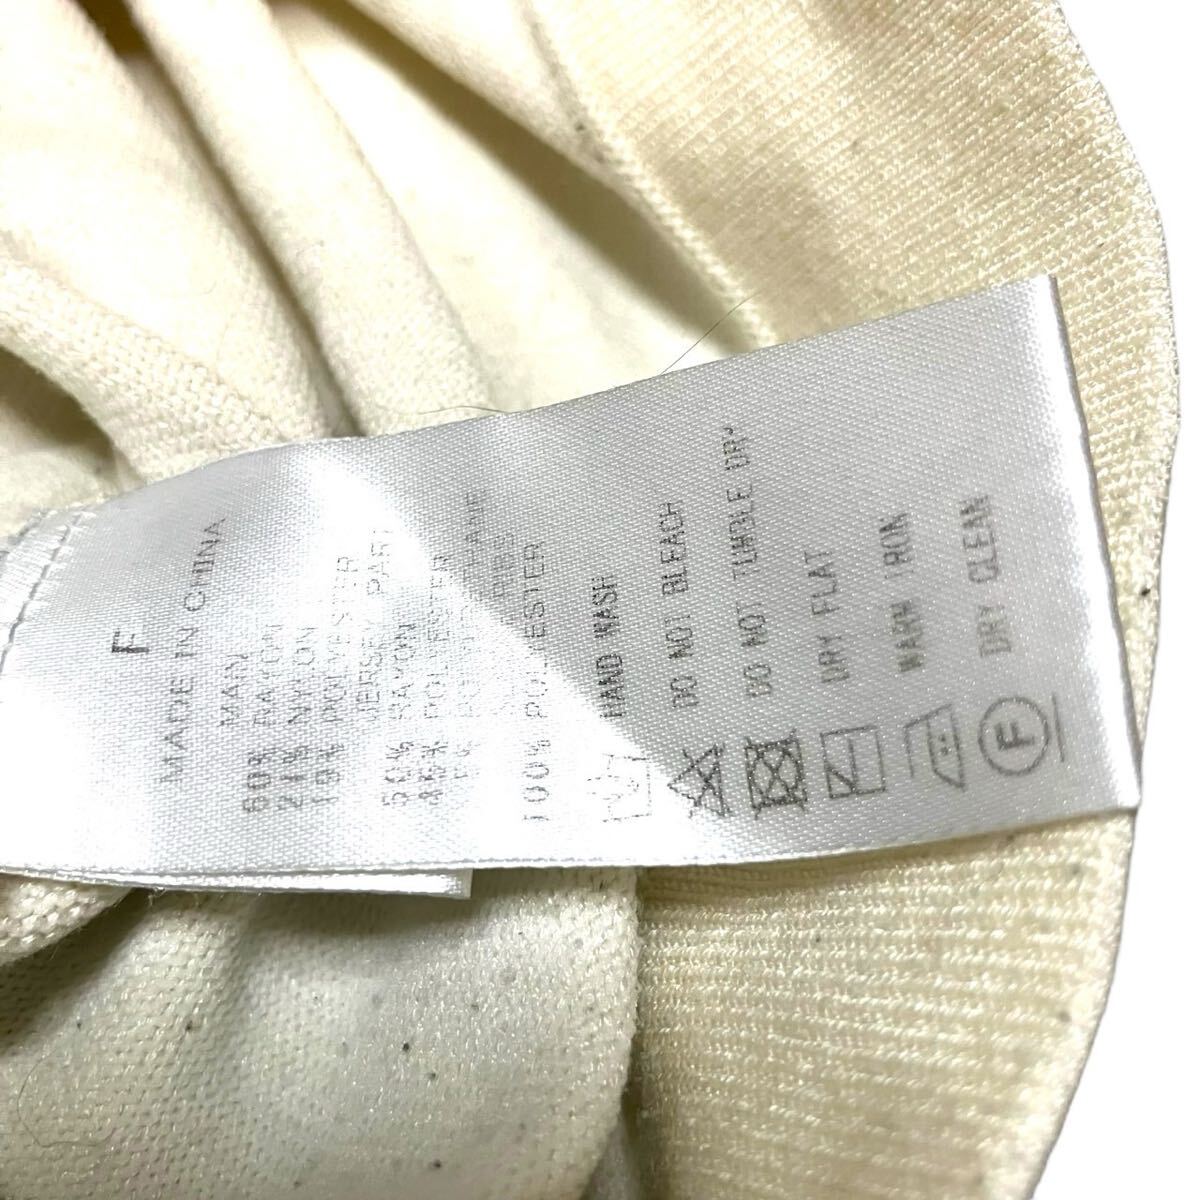 F
MADE IN CHINA
MAIN
60% RAYON
21% NYLON
19% POLYESTER
JERSEY PART
50% RAYON
45% POLYESTER
RIBS
100% POLYESTER
HAND WASH
DO NOT BLEACH
DO NOT TUMBLE DRY
DRY FLAT
WARM IRON
DRY CLEAN
F